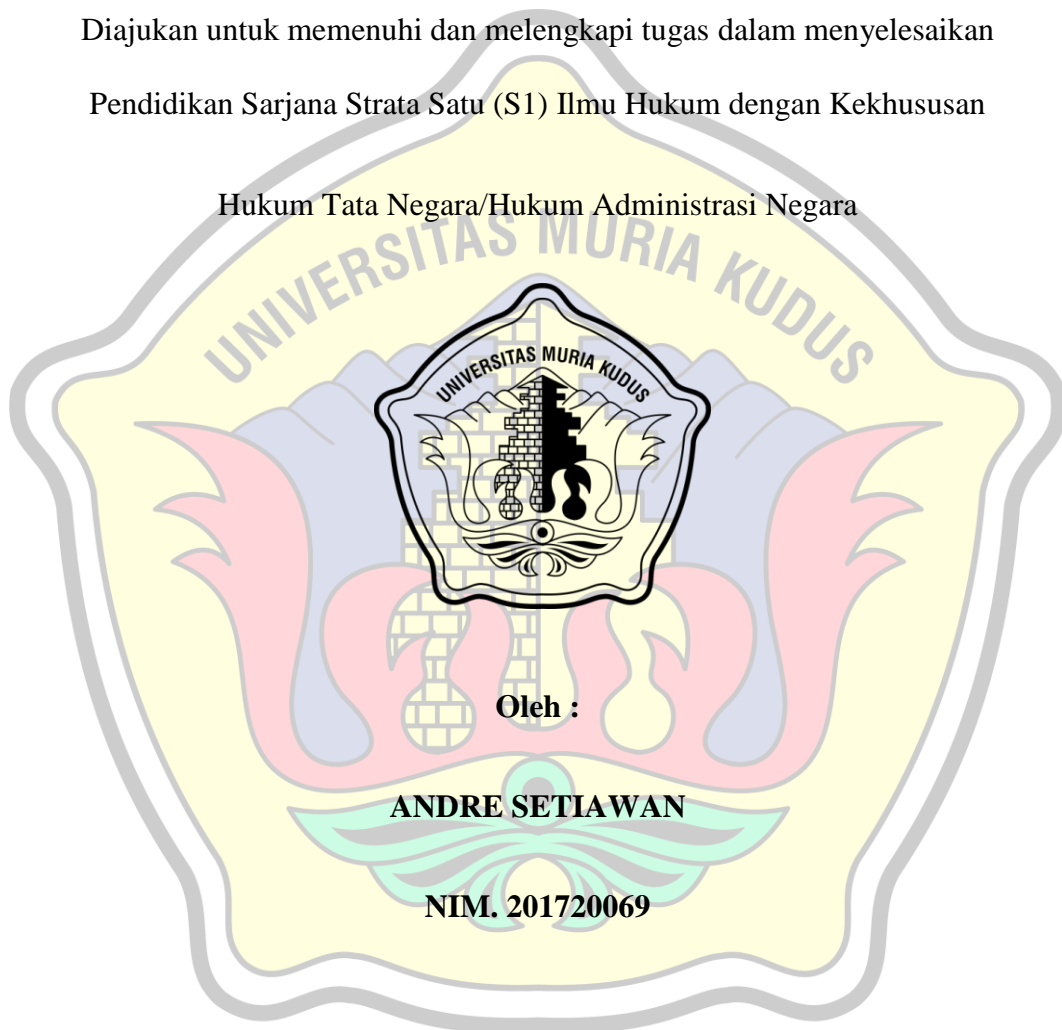 Diajukan untuk memenuhi dan melengkapi tugas dalam menyelesaikan
Pendidikan Sarjana Strata Satu (S1) Ilmu Hukum dengan Kekhususan
Hukum Tata Negara/Hukum Administrasi Negara
UNIVERSITAS MURIA KUDUS
UNIVERSITAS MURIA KUDUS
Oleh :
ANDRE SETIAWAN
NIM. 201720069